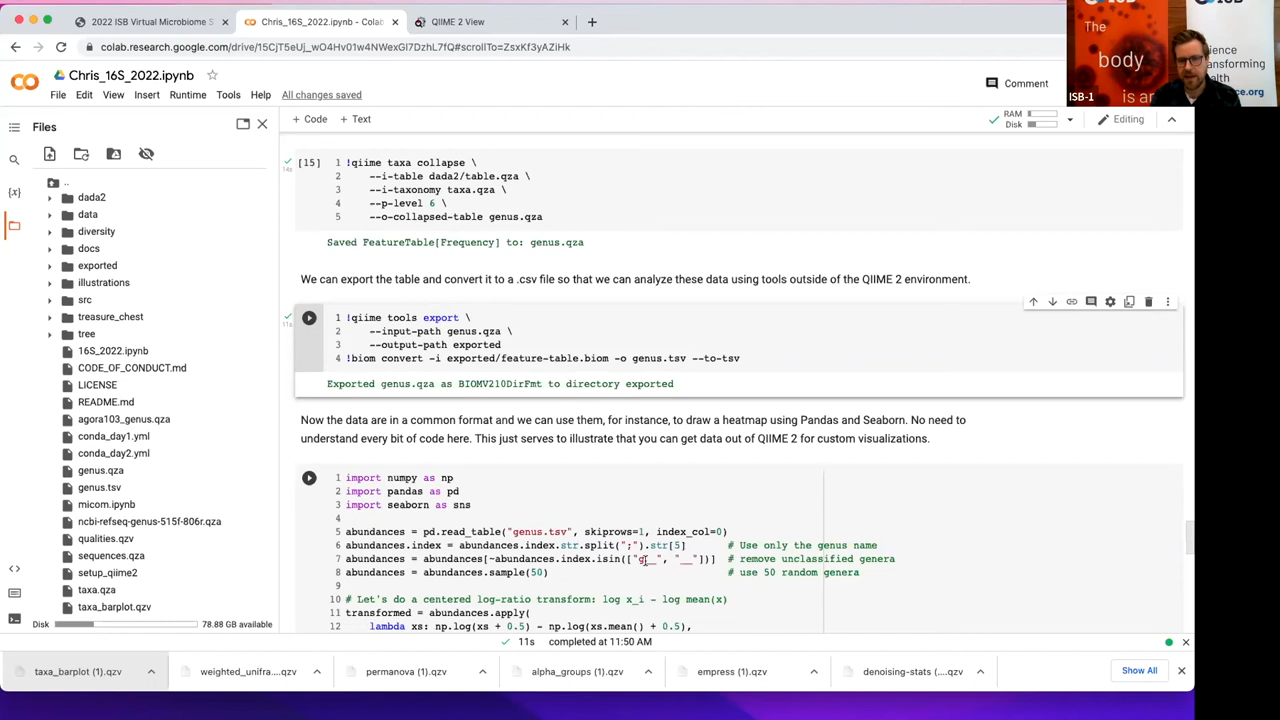 2022 ISB Virtual Microbiome S
Chris_16S_2022.ipynb - Colab
QIIME 2 View
colab.research.google.com/drive/15CjT5eUj_wO4Hv01w4NWexGl7DzhL7fQ#scrollTo=ZsxKf3yAZiHk
Chris_16S_2022.ipynb
Comment
File Edit View Insert Runtime Tools Help All changes saved
The
body
is an
ISB
ience
ansforming
ealth
ce.org
ISB-1
Files
+ Code + Text
RAM
Disk
Editing
..
dada2
data
diversity
docs
exported
illustrations
src
treasure_chest
tree
16S_2022.ipynb
CODE_OF_CONDUCT.md
LICENSE
README.md
agora103_genus.qza
conda_day1.yml
conda_day2.yml
genus.qza
genus.tsv
micom.ipynb
ncbi-refseq-genus-515f-806r.qza
qualities.qzv
sequences.qza
setup_qiime2
taxa.qza
taxa_barplot.qzv
Disk 78.88 GB available
[15] 1 !qiime taxa collapse \
14s
2 --i-table dada2/table.qza \
3 --i-taxonomy taxa.qza \
4 --p-level 6 \
5 --o-collapsed-table genus.qza
Saved FeatureTable[Frequency] to: genus.qza
We can export the table and convert it to a .csv file so that we can analyze these data using tools outside of the QIIME 2 environment.
11s
1 !qiime tools export \
2 --input-path genus.qza \
3 --output-path exported
4 !biom convert -i exported/feature-table.biom -o genus.tsv --to-tsv
Exported genus.qza as BIOMV210DirFmt to directory exported
Now the data are in a common format and we can use them, for instance, to draw a heatmap using Pandas and Seaborn. No need to
understand every bit of code here. This just serves to illustrate that you can get data out of QIIME 2 for custom visualizations.
1 import numpy as np
2 import pandas as pd
3 import seaborn as sns
4
5 abundances = pd.read_table("genus.tsv", skiprows=1, index_col=0)
6 abundances.index = abundances.index.str.split(";").str[5] # Use only the genus name
7 abundances = abundances[~abundances.index.isin(["g__", "__"])] # remove unclassified genera
8 abundances = abundances.sample(50) # use 50 random genera
9
10 # Let's do a centered log-ratio transform: log x_i - log mean(x)
11 transformed = abundances.apply(
12 lambda xs: np.log(xs + 0.5) - np.log(xs.mean() + 0.5),
11s completed at 11:50 AM
taxa_barplot (1).qzv
weighted_unifra....qzv
permanova (1).qzv
alpha_groups (1).qzv
empress (1).qzv
denoising-stats (....qzv
Show All